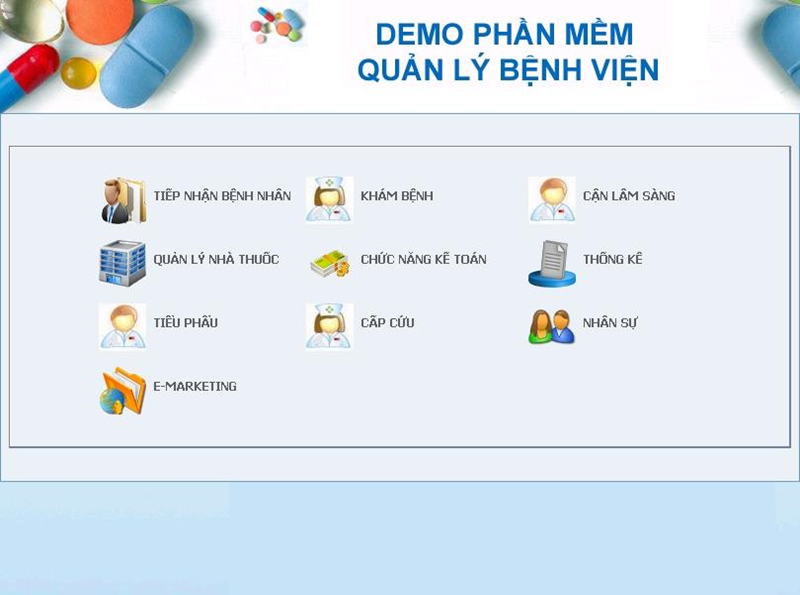 DEMO PHẦN MỀM
QUẢN LÝ BỆNH VIỆN
TIẾP NHẬN BỆNH NHÂN
KHÁM BỆNH
CẬN LÂM SÀNG
QUẢN LÝ NHÀ THUỐC
CHỨC NĂNG KẾ TOÁN
THỐNG KÊ
TIỂU PHẪU
CẤP CỨU
NHÂN SỰ
E-MARKETING